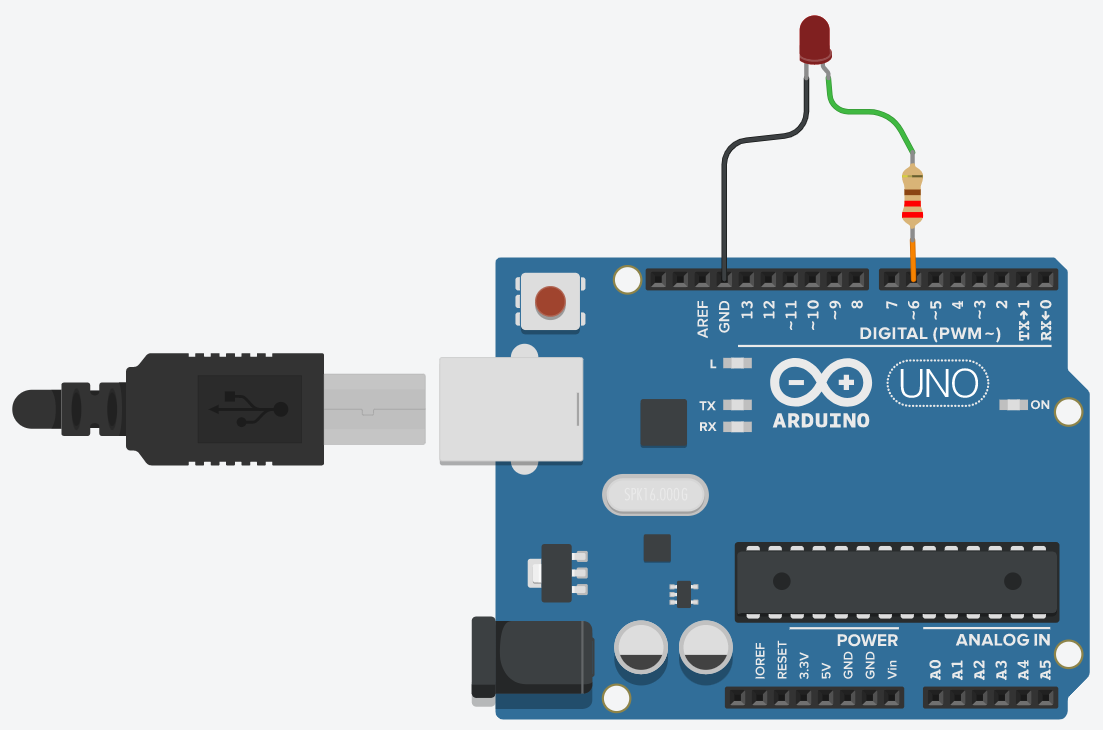 AREF
GND
13
12
~11
~10
~9
8
7
~6
~5
4
~3
2
TX→1
RX←0
DIGITAL (PWM~)
L
TX
RX
ARDUINO
UNO
ON
SPK16.000G
POWER
ANALOG IN
IOREF
RESET
3.3V
5V
GND
GND
Vin
A0
A1
A2
A3
A4
A5